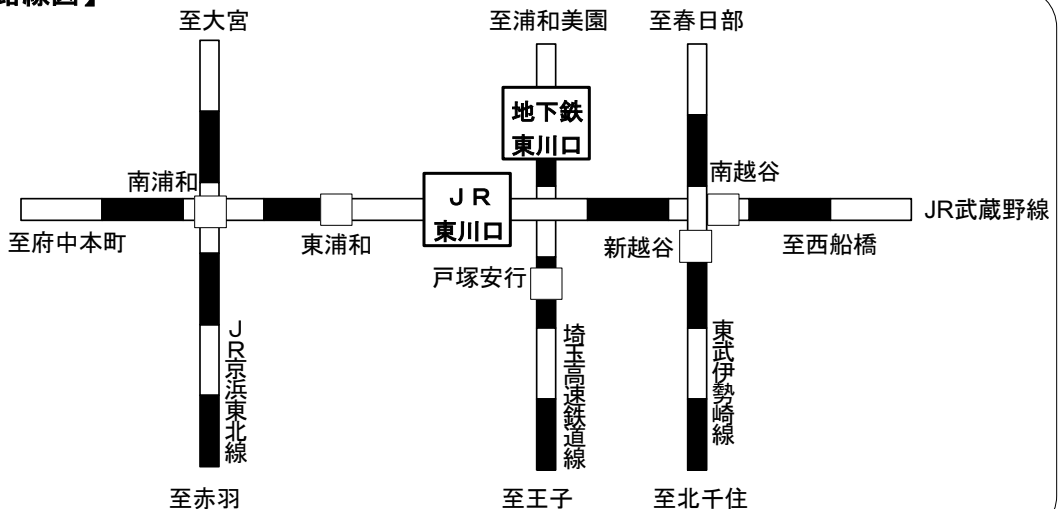 至大宮
至浦和美園
至春日部
地下鉄
東川口
南浦和
南越谷
ＪＲ
東川口
JR武蔵野線
至府中本町
東浦和
新越谷
至西船橋
戸塚安行
ＪＲ京浜東北線
埼玉高速鉄道線
東武伊勢崎線
至赤羽
至王子
至北千住